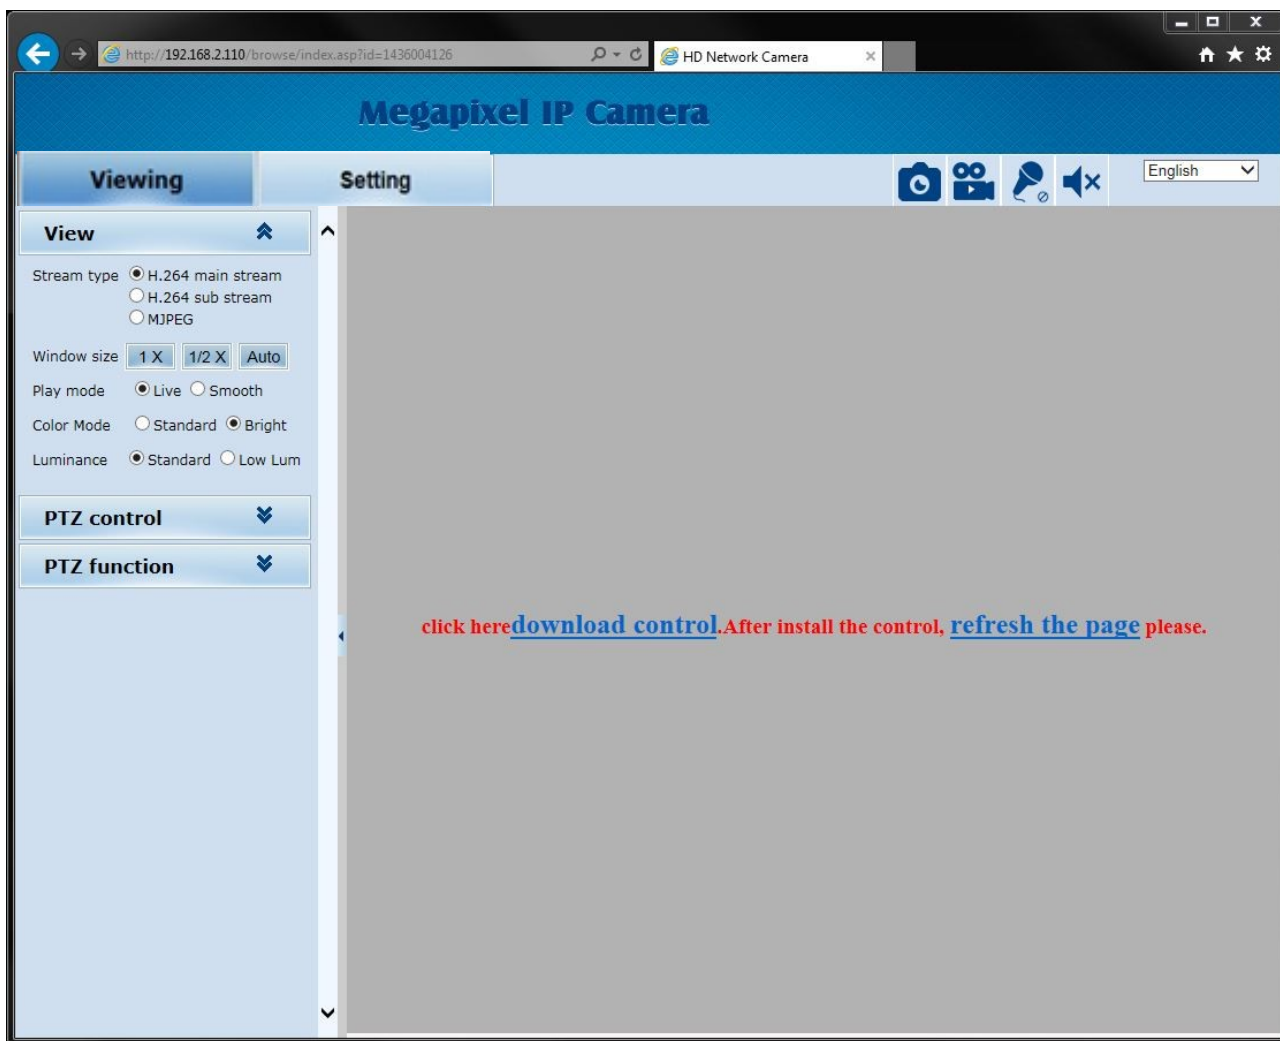 http://192.168.2.110/browse/index.asp?id=1436004126
HD Network Camera
Megapixel IP Camera
Viewing
Setting
English
View
Stream type H.264 main stream
H.264 sub stream
MJPEG
Window size 1 X 1/2 X Auto
Play mode Live Smooth
Color Mode Standard Bright
Luminance Standard Low Lum
PTZ control
PTZ function
click heredownload control.After install the control, refresh the page please.